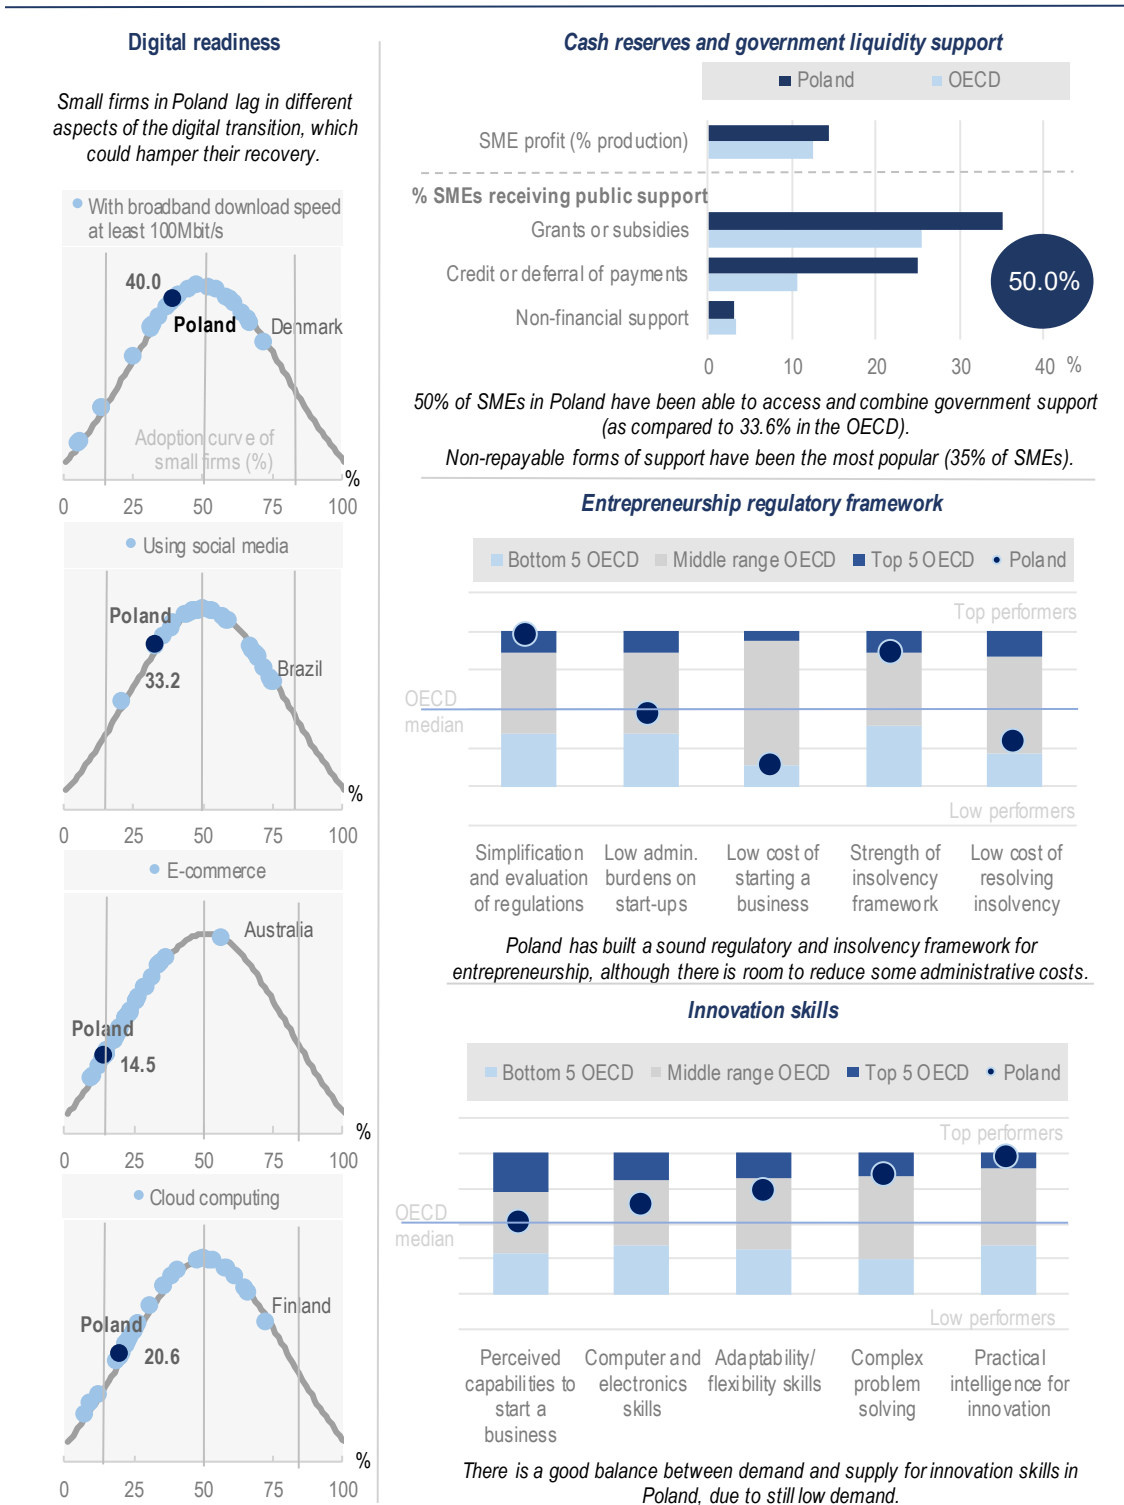 Digital readiness
Small firms in Poland lag in different
aspects of the digital transition, which
could hamper their recovery.
With broadband download speed
at least 100Mbit/s
40.0
Poland
Denmark
Adoption curve of
small firms (%)
%
0 25 50 75 100
Using social media
Poland
33.2
Brazil
%
0 25 50 75 100
E-commerce
Australia
Poland
14.5
%
0 25 50 75 100
Cloud computing
Finland
Poland
20.6
%
0 25 50 75 100
Cash reserves and government liquidity support
Poland OECD
SME profit (% production)
% SMEs receiving public support
Grants or subsidies
Credit or deferral of payments
Non-financial support
50.0%
0 10 20 30 40 %
50% of SMEs in Poland have been able to access and combine government support
(as compared to 33.6% in the OECD).
Non-repayable forms of support have been the most popular (35% of SMEs).
Entrepreneurship regulatory framework
Bottom 5 OECD Middle range OECD Top 5 OECD Poland
Top performers
OECD
median
Low performers
Simplification
and evaluation
of regulations
Low admin.
burdens on
start-ups
Low cost of
starting a
business
Strength of
insolvency
framework
Low cost of
resolving
insolvency
Poland has built a sound regulatory and insolvency framework for
entrepreneurship, although there is room to reduce some administrative costs.
Innovation skills
Bottom 5 OECD Middle range OECD Top 5 OECD Poland
Top performers
OECD
median
Low performers
Perceived
capabilities to
start a
business
Computer and
electronics
skills
Adaptability/
flexibility skills
Complex
problem
solving
Practical
intelligence for
innovation
There is a good balance between demand and supply for innovation skills in
Poland, due to still low demand.